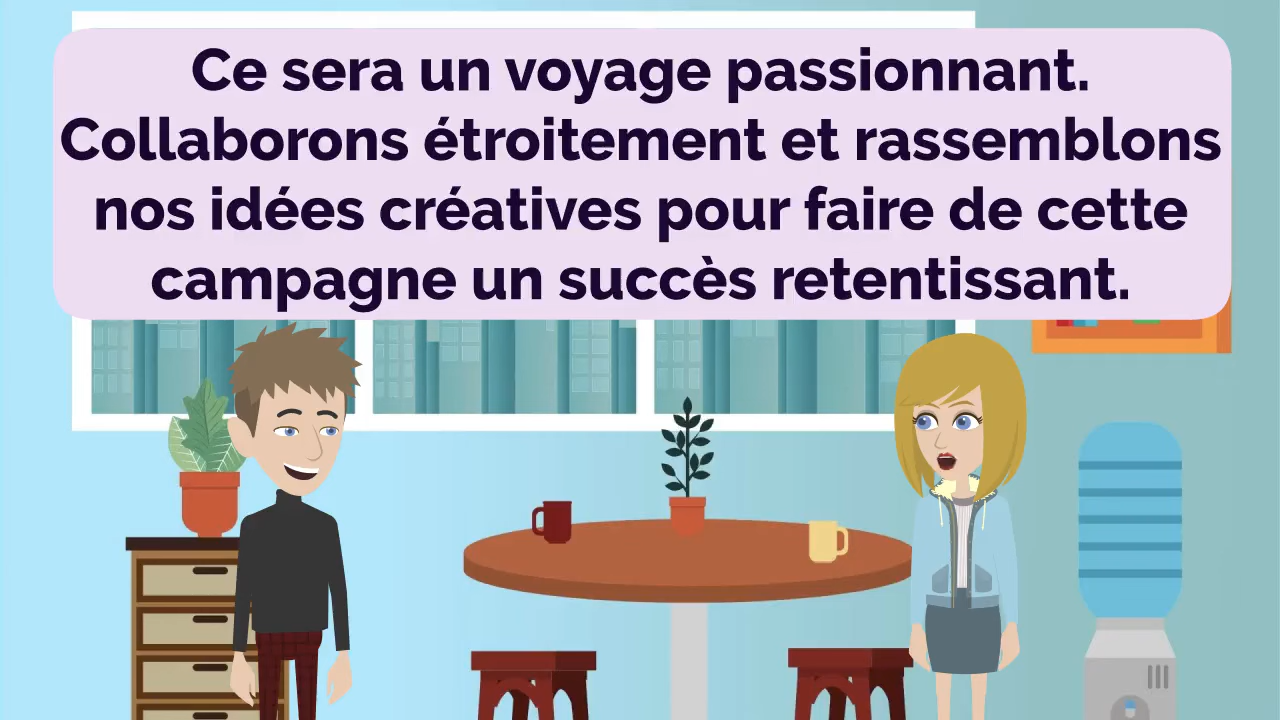 Ce sera un voyage passionnant.
Collaborons étroitement et rassemblons
nos idées créatives pour faire de cette
campagne un succès retentissant.